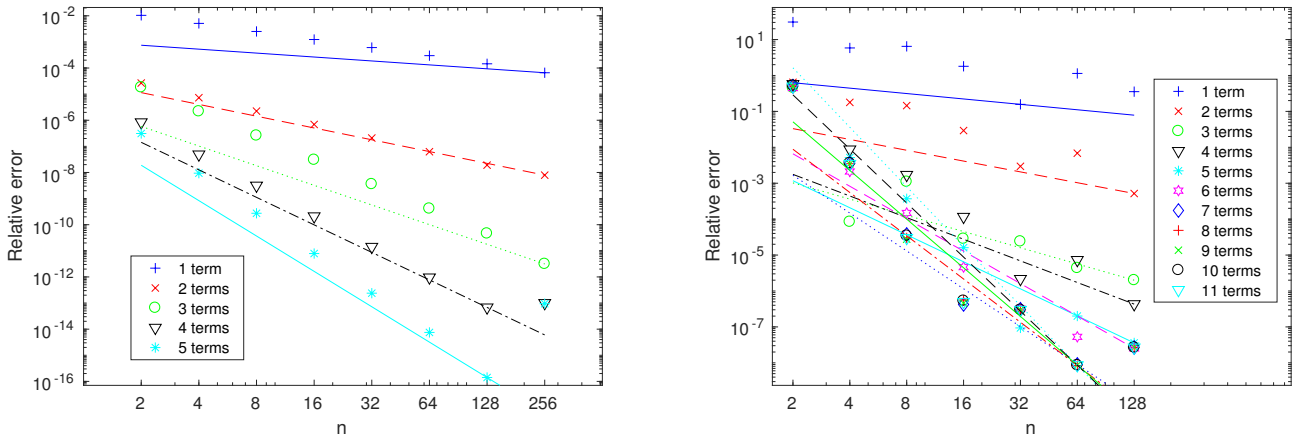 Relative error
10^-2
10^-4
10^-6
10^-8
10^-10
10^-12
10^-14
10^-16
1 term
2 terms
3 terms
4 terms
5 terms
2 4 8 16 32 64 128 256
n
Relative error
10^1
10^-1
10^-3
10^-5
10^-7
1 term
2 terms
3 terms
4 terms
5 terms
6 terms
7 terms
8 terms
9 terms
10 terms
11 terms
2 4 8 16 32 64 128
n